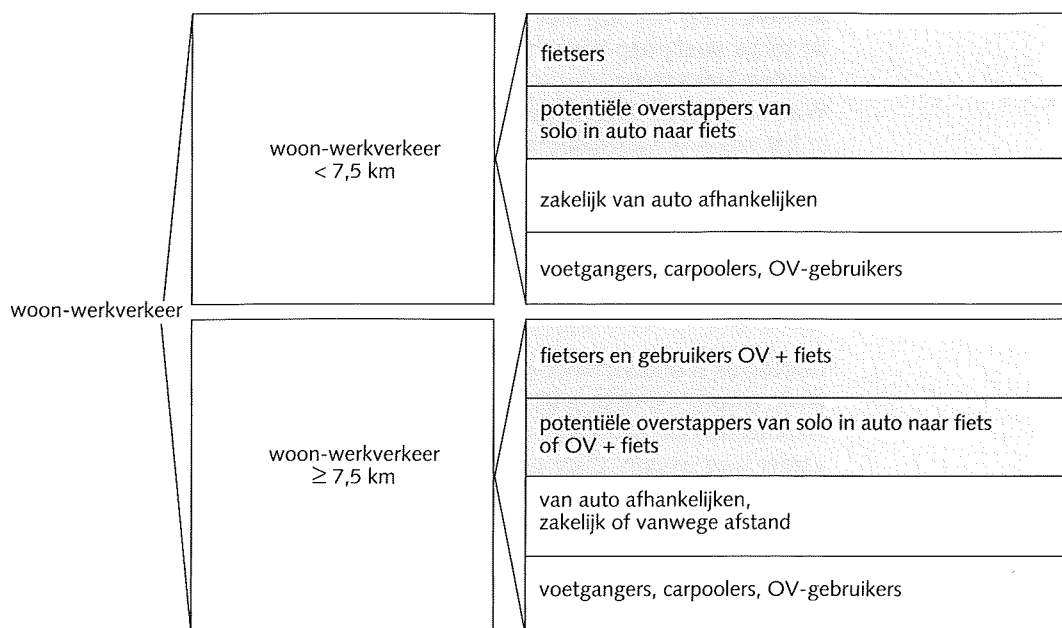 woon-werkverkeer
woon-werkverkeer
< 7,5 km
fietsers
potentiële overstappers van
solo in auto naar fiets
zakelijk van auto afhankelijken
voetgangers, carpoolers, OV-gebruikers
woon-werkverkeer
≥ 7,5 km
fietsers en gebruikers OV + fiets
potentiële overstappers van solo in auto naar fiets
of OV + fiets
van auto afhankelijken,
zakelijk of vanwege afstand
voetgangers, carpoolers, OV-gebruikers